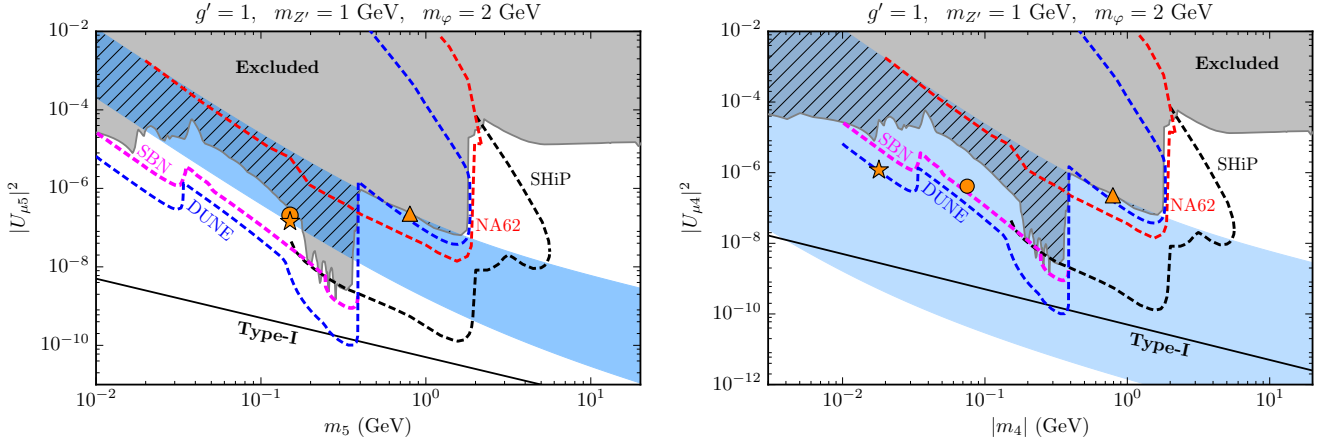 g′ = 1, m_{Z′} = 1 GeV, m_φ = 2 GeV
10^{−2}
10^{−4}
10^{−6}
10^{−8}
10^{−10}
|U_{μ5}|^2
Excluded
SBN
DUNE
SHiP
NA62
Type-I
10^{−2}
10^{−1}
10^{0}
10^{1}
m_5 (GeV)
g′ = 1, m_{Z′} = 1 GeV, m_φ = 2 GeV
10^{−2}
10^{−4}
10^{−6}
10^{−8}
10^{−10}
10^{−12}
|U_{μ4}|^2
Excluded
SBN
DUNE
SHiP
NA62
Type-I
10^{−2}
10^{−1}
10^{0}
10^{1}
|m_4| (GeV)